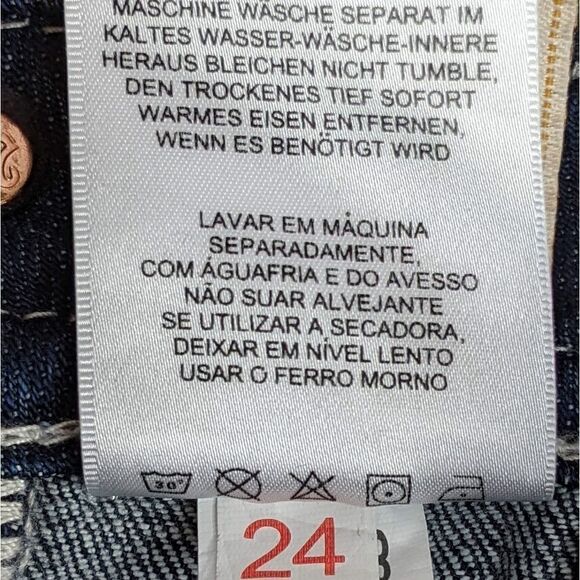 MASCHINE WÄSCHE SEPARAT IM
KALTES WASSER-WÄSCHE-INNERE
HERAUS BLEICHEN NICHT TUMBLE,
DEN TROCKENES TIEF SOFORT
WARMES EISEN ENTFERNEN,
WENN ES BENÖTIGT WIRD
LAVAR EM MÁQUINA
SEPARADAMENTE,
COM ÁGUAFRIA E DO AVESSO
NÃO SUAR ALVEJANTE
SE UTILIZAR A SECADORA,
DEIXAR EM NÍVEL LENTO
USAR O FERRO MORNO
30°
24